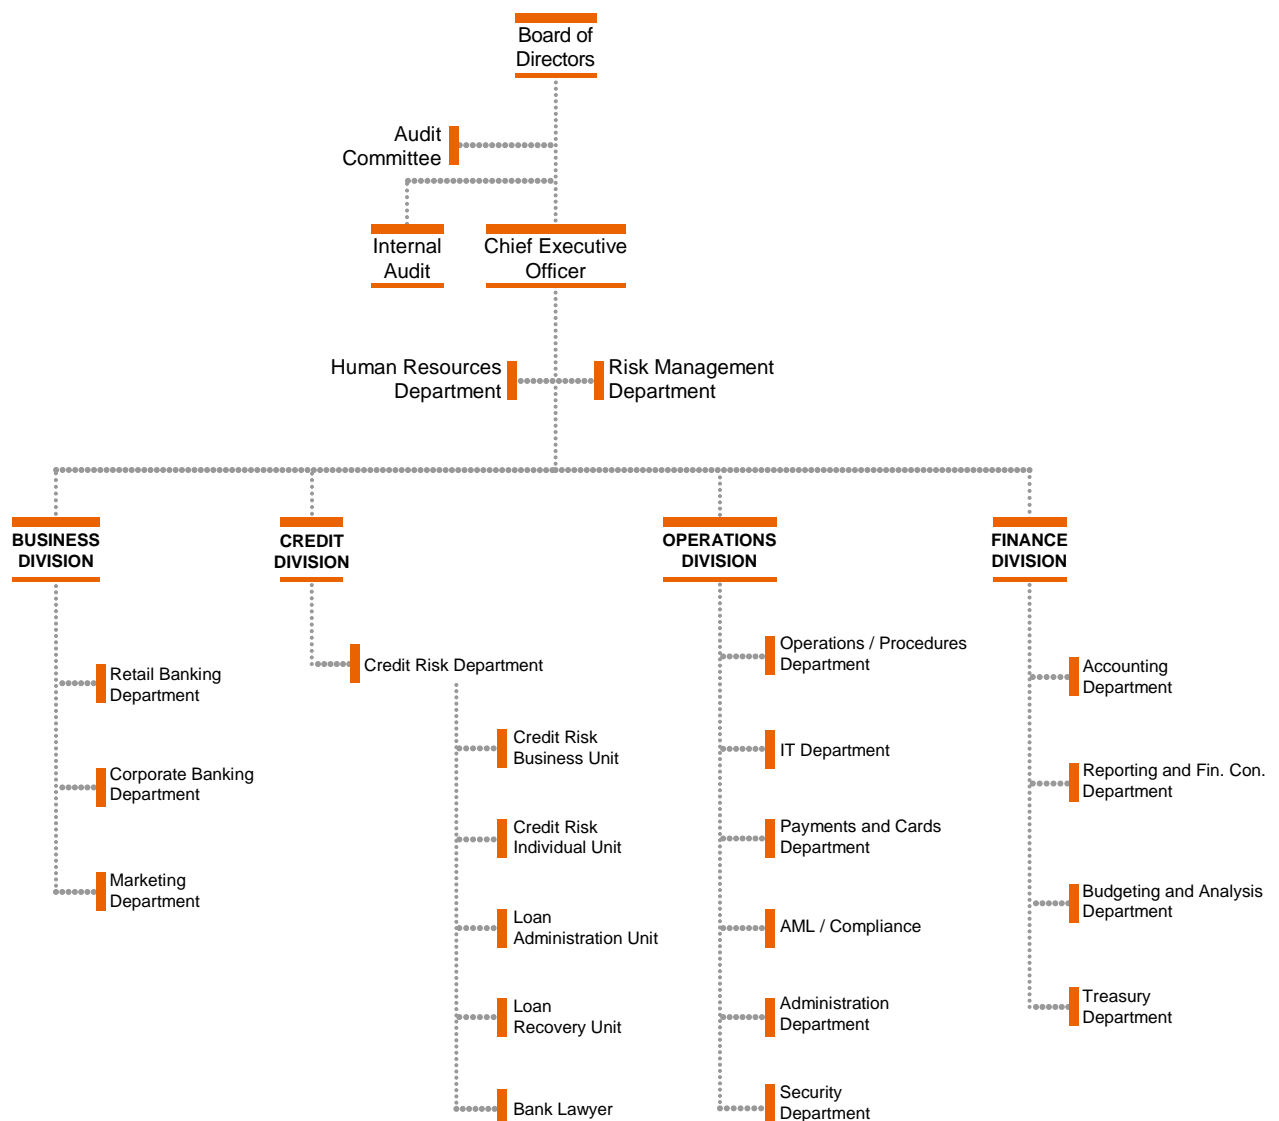 Board of
Directors
Audit
Committee
Internal
Audit
Chief Executive
Officer
Human Resources
Department
Risk Management
Department
BUSINESS
DIVISION
Retail Banking
Department
Corporate Banking
Department
Marketing
Department
CREDIT
DIVISION
Credit Risk Department
Credit Risk
Business Unit
Credit Risk
Individual Unit
Loan
Administration Unit
Loan
Recovery Unit
Bank Lawyer
OPERATIONS
DIVISION
Operations / Procedures
Department
IT Department
Payments and Cards
Department
AML / Compliance
Administration
Department
Security
Department
FINANCE
DIVISION
Accounting
Department
Reporting and Fin. Con.
Department
Budgeting and Analysis
Department
Treasury
Department